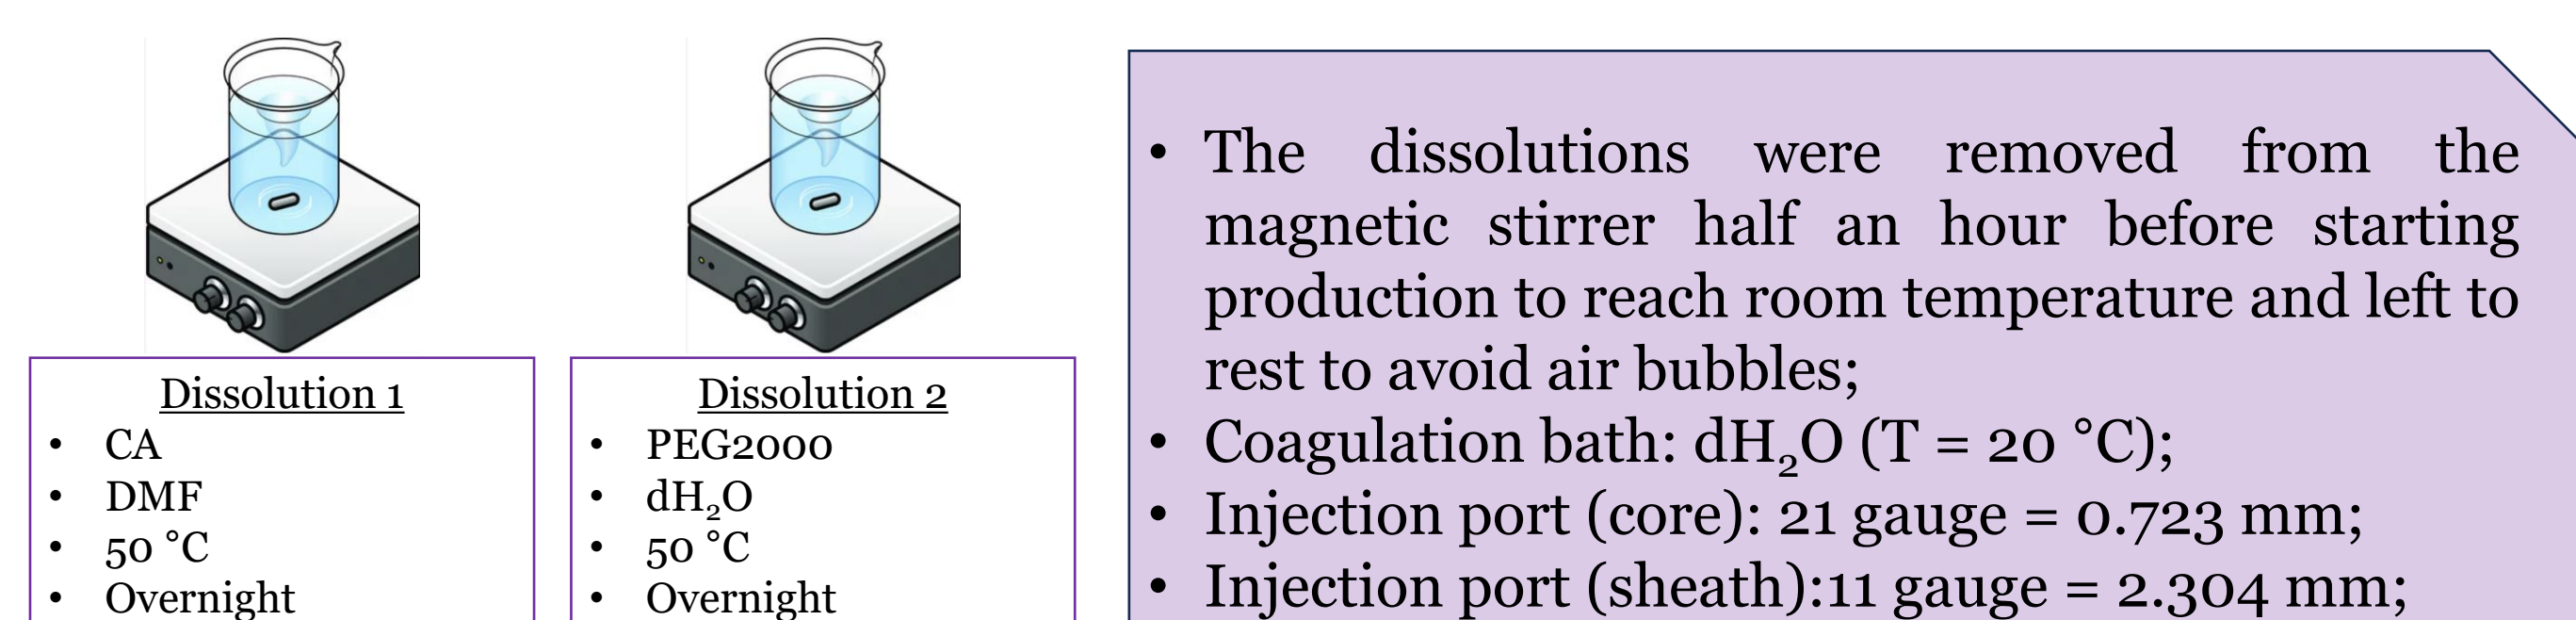 Dissolution 1
• CA
• DMF
• 50 °C
• Overnight
Dissolution 2
• PEG2000
• dH₂O
• 50 °C
• Overnight
• The dissolutions were removed from the
magnetic stirrer half an hour before starting
production to reach room temperature and left to
rest to avoid air bubbles;
• Coagulation bath: dH₂O (T = 20 °C);
• Injection port (core): 21 gauge = 0.723 mm;
• Injection port (sheath):11 gauge = 2.304 mm;